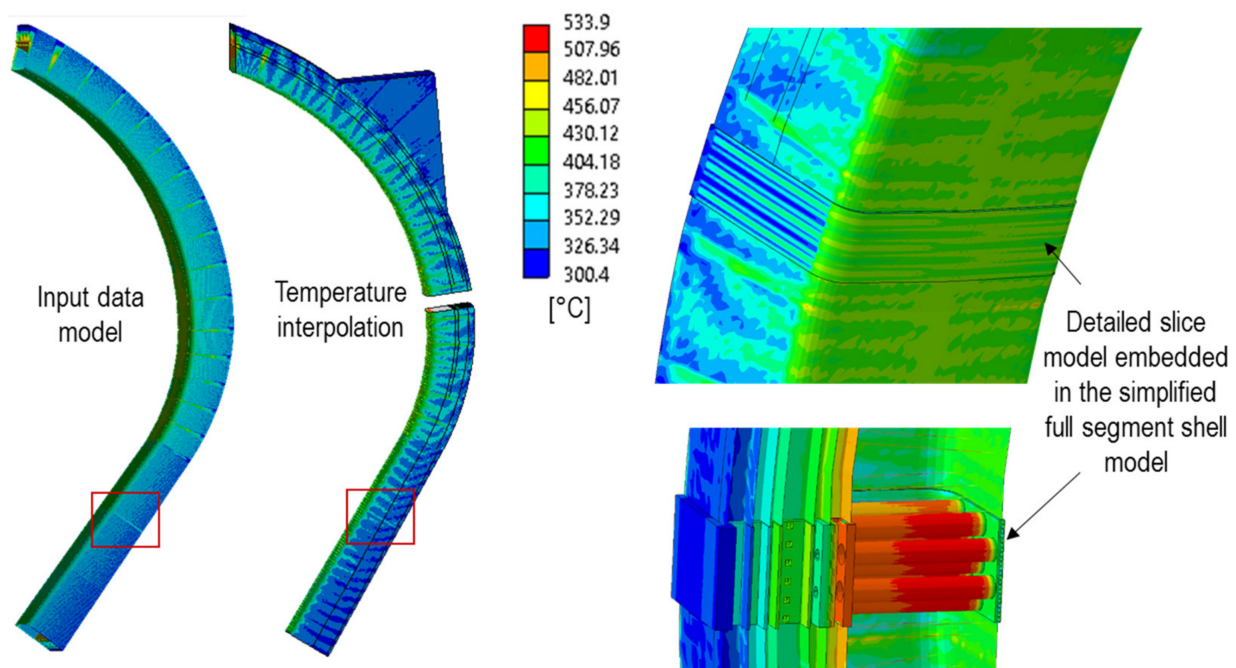 Input data
model
Temperature
interpolation
533.9
507.96
482.01
456.07
430.12
404.18
378.23
352.29
326.34
300.4
[°C]
Detailed slice
model embedded
in the simplified
full segment shell
model